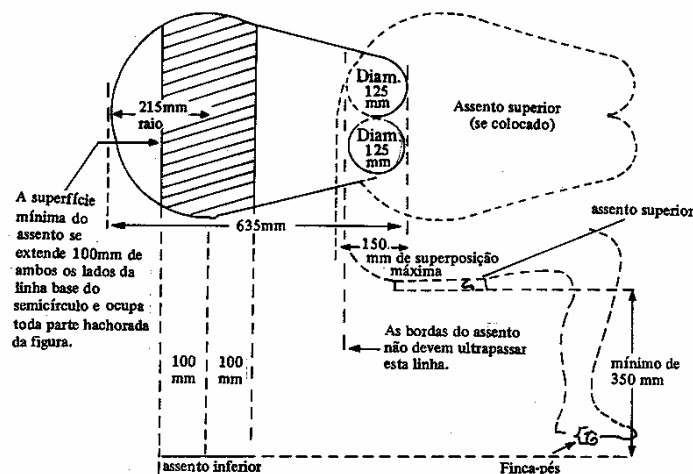 215mm
raio
Diam.
125
mm
Diam.
125
mm
Assento superior
(se colocado)
A superfície
mínima do
assento se
extende 100mm de
ambos os lados da
linha base do
semicírculo e ocupa
toda parte hachorada
da figura.
635mm
assento superior
150.
mm de superposição
máxima
As bordas do assento
não devem ultrapassar
esta linha.
mínimo de
350 mm
100
mm
100
mm
assento inferior
Finca-pés